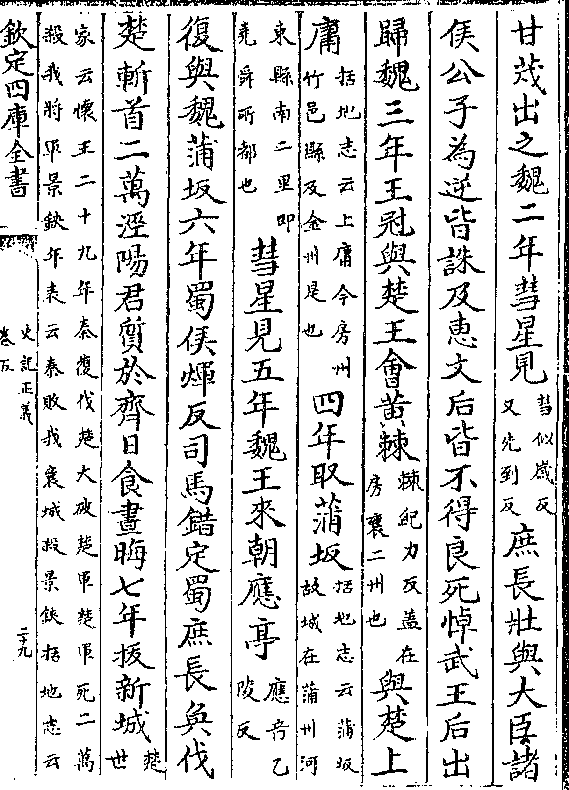 甘茂出之魏二年彗星見彗似嵗反又先到反庶長壯與大臣諸
侯公子為逆皆誅及恵文后皆不得良死悼武王后出
歸魏三年王冠與楚王會黄棘棘紀力反蓋在房襄二州也與楚上
庸括地志云上庸今房州竹邑縣及金州是也四年取蒲坂括地志云蒲坂故城在蒲州河
東縣南二里即堯舜所都也彗星見五年魏王來朝應亭應音乙陵反
復與魏蒲坂六年蜀侯煇反司馬錯定蜀庶長奐伐
楚斬首二萬涇陽君質於齊日食晝晦七年拔新城楚世
家云懷王二十九年秦復伐楚大破楚軍楚軍死二萬殺我將軍景缺年表云秦敗我襄城殺景缺括地志云
欽定四庫全書
史記正義
卷五
二十九